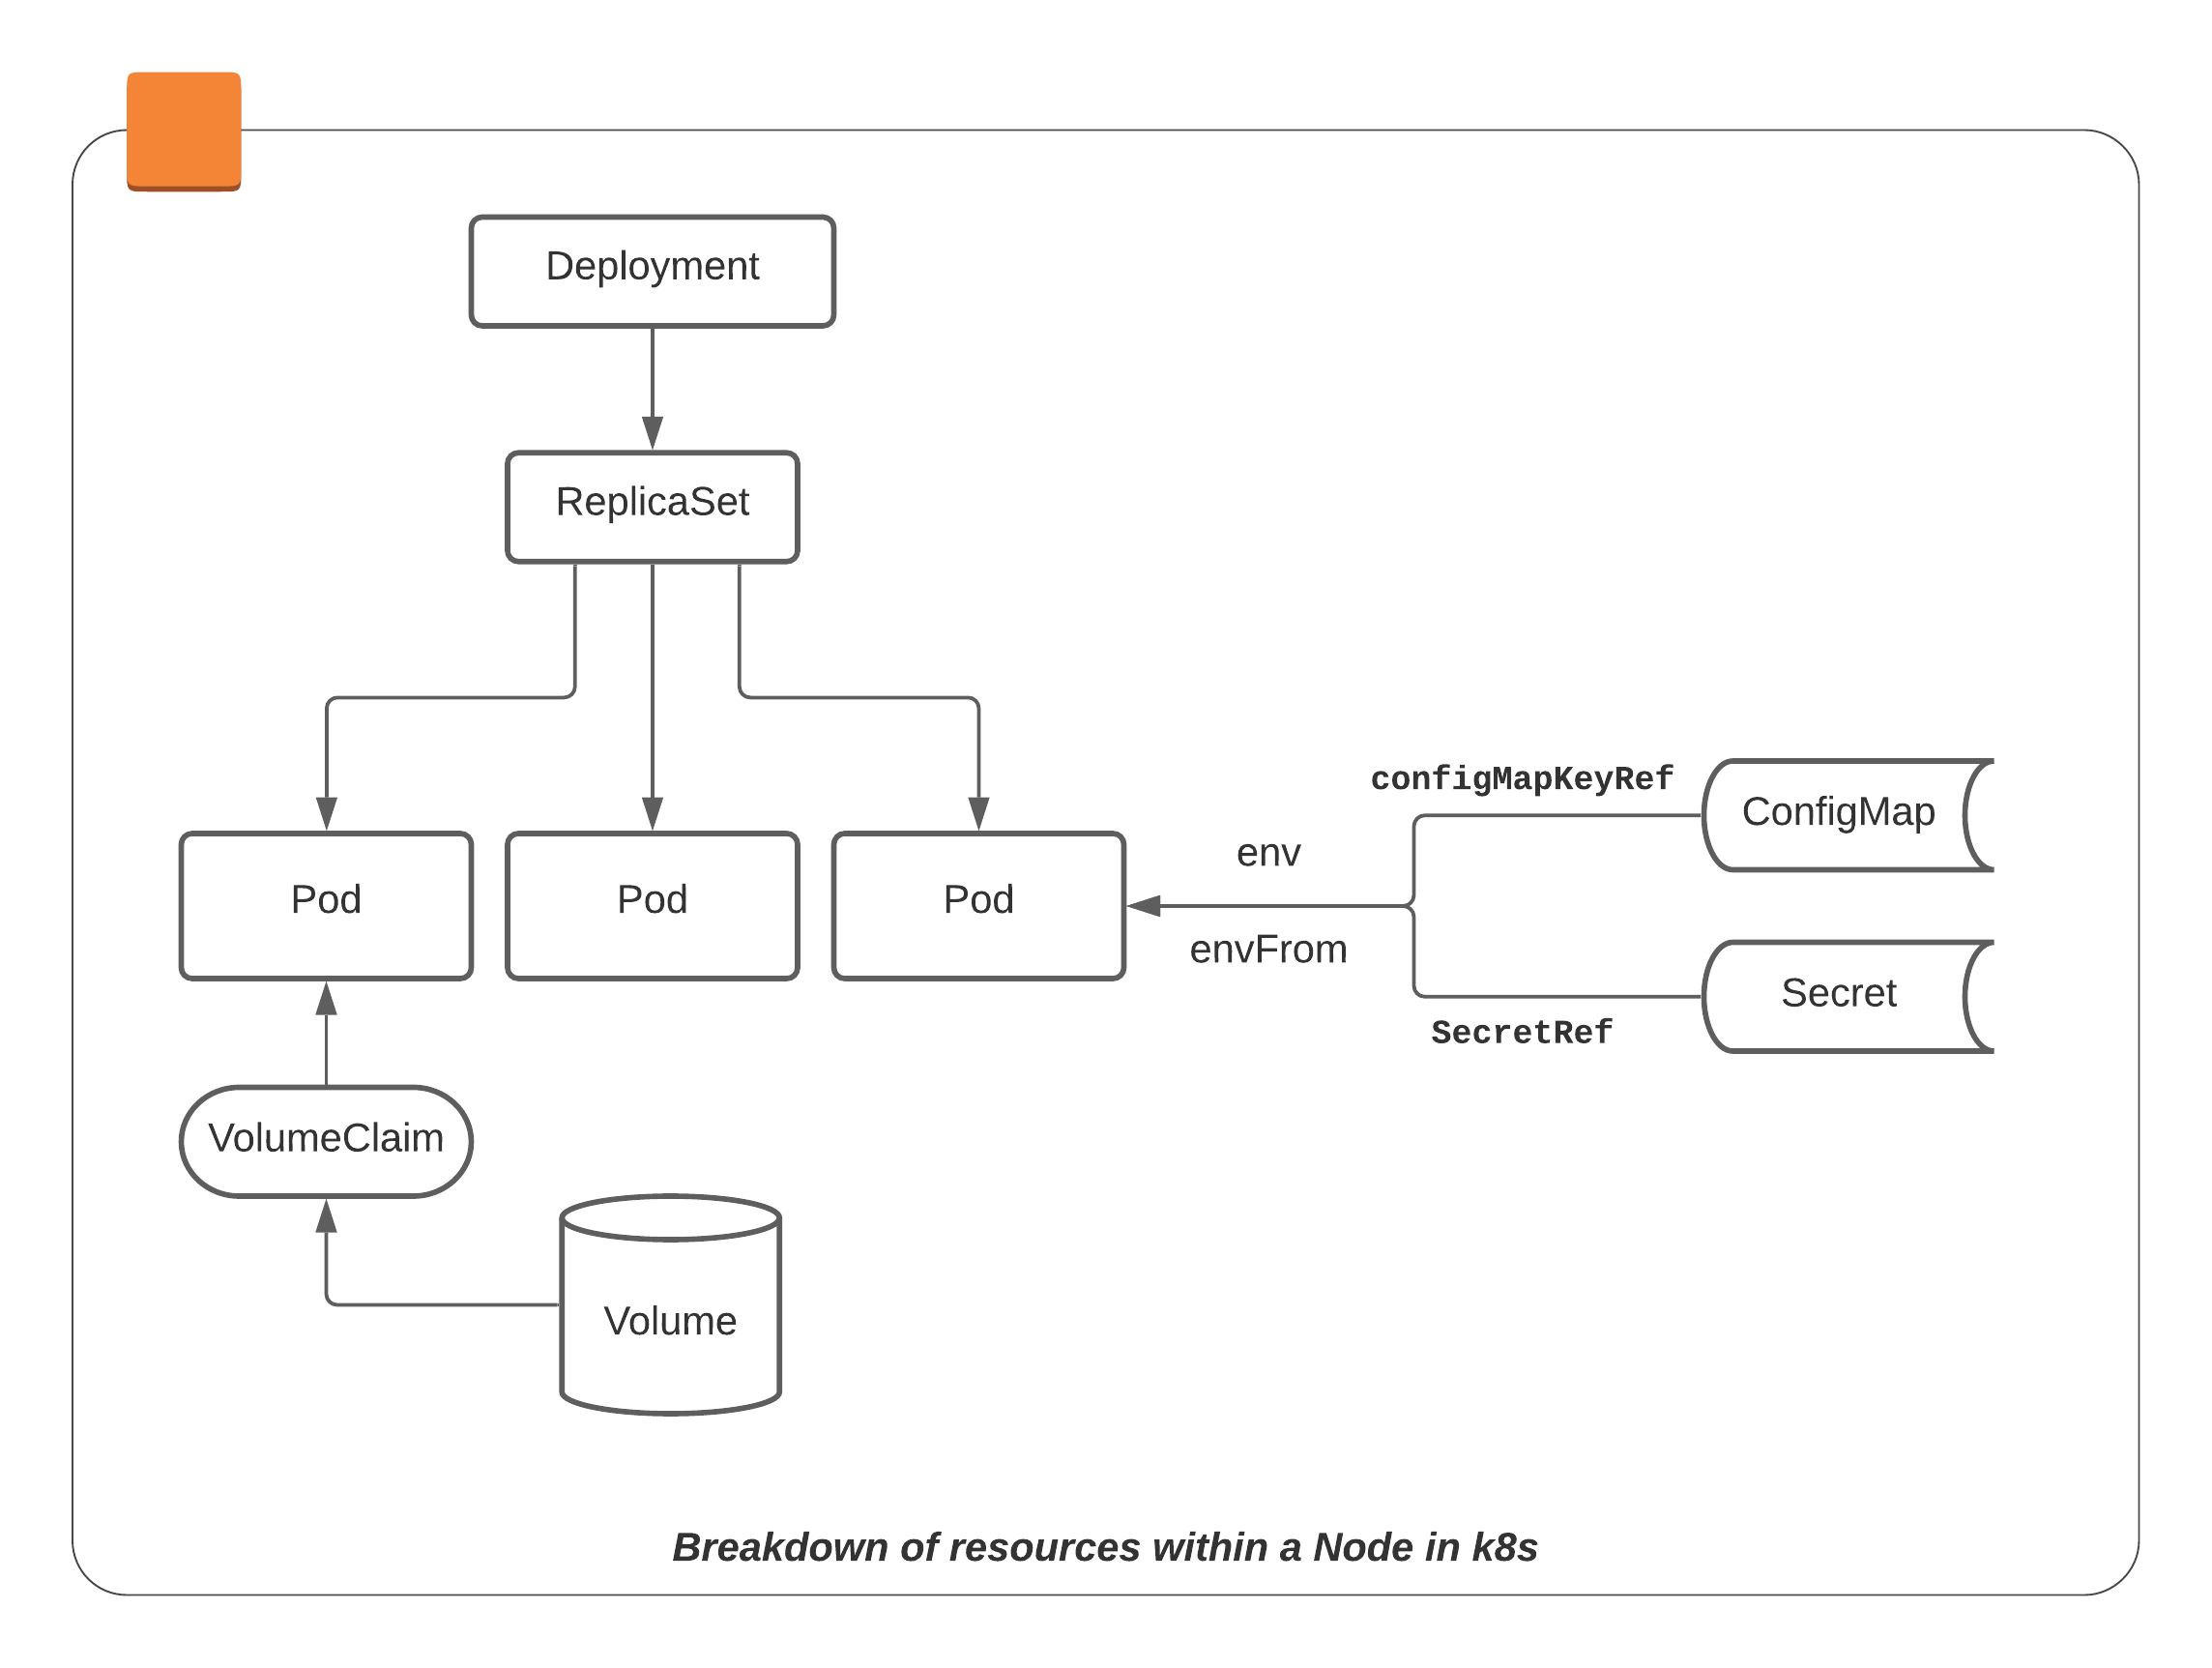 Deployment
ReplicaSet
configMapKeyRef
ConfigMap
env
Pod
Pod
Pod
envFrom
Secret
SecretRef
VolumeClaim
Volume
Breakdown of resources within a Node in k8s